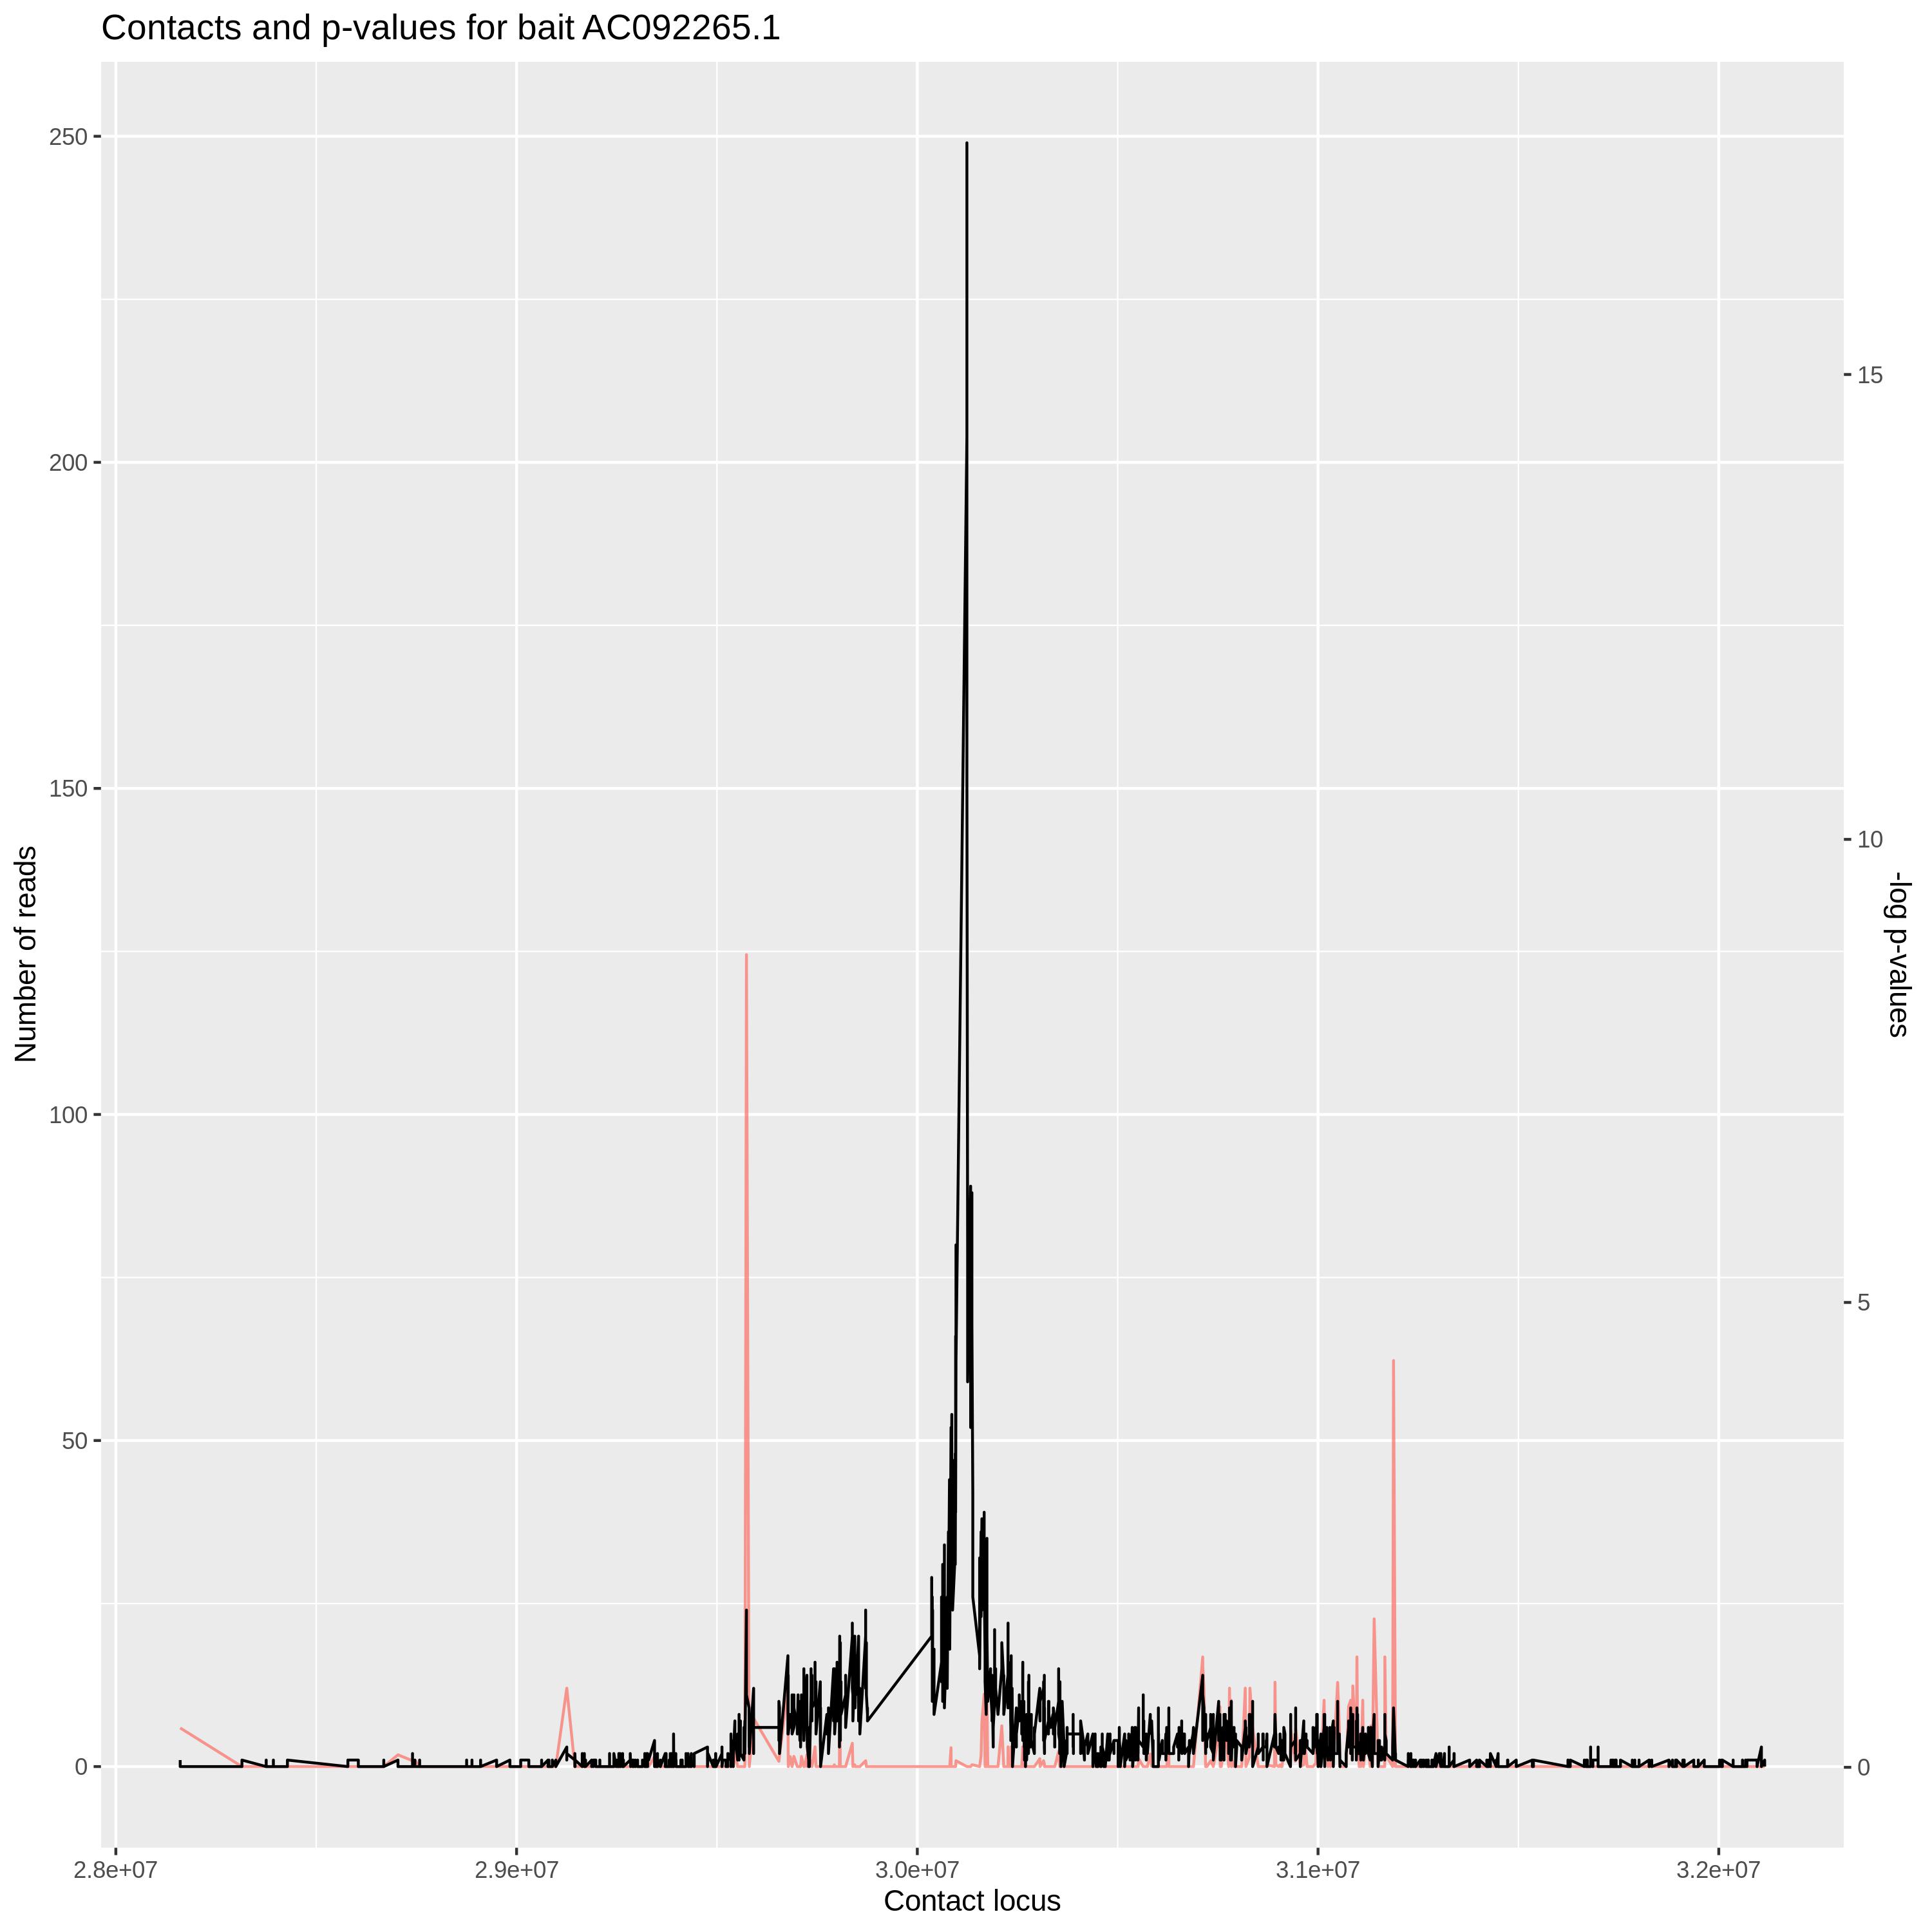 Contacts and p-values for bait AC092265.1
250
200
150
100
50
0
Number of reads
15
10
5
0
-log p-values
2.8e+07
2.9e+07
3.0e+07
3.1e+07
3.2e+07
Contact locus